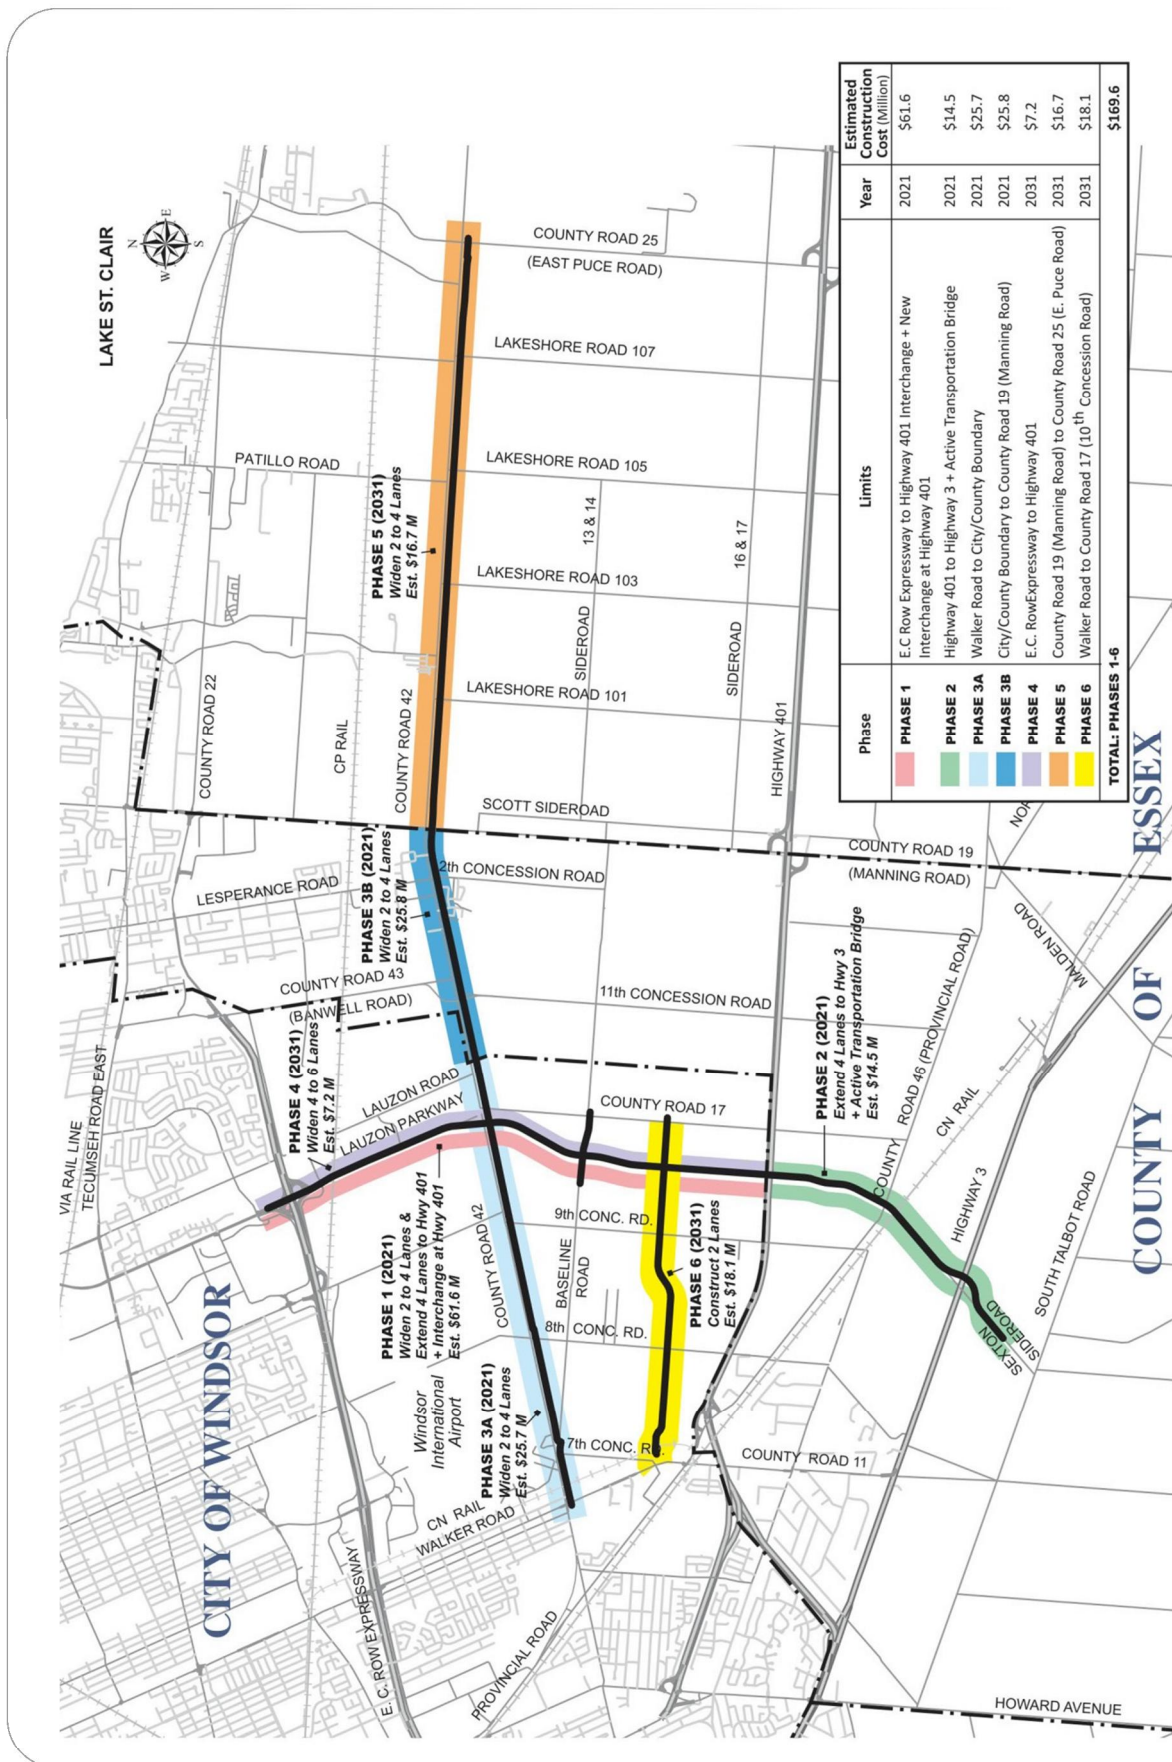 LAKE ST. CLAIR
N
E
S
W
CITY OF WINDSOR
COUNTY OF ESSEX
VIA RAIL LINE
TECUMSEH ROAD EAST
COUNTY ROAD 22
CP RAIL
PATILLO ROAD
LESPERANCE ROAD
COUNTY ROAD 43
(BANWELL ROAD)
LAUZON ROAD
LAUZON PARKWAY
E. C. ROW EXPRESSWAY
PHASE 4 (2031)
Widen 4 to 6 Lanes
Est. $7.2 M
PHASE 3B (2021)
Widen 2 to 4 Lanes
Est. $25.8 M
PHASE 5 (2031)
Widen 2 to 4 Lanes
Est. $16.7 M
COUNTY ROAD 42
PHASE 1 (2021)
Widen 2 to 4 Lanes &
Extend 4 Lanes to Hwy 401
+ Interchange at Hwy 401
Est. $61.6 M
Windsor
International
Airport
PHASE 3A (2021)
Widen 2 to 4 Lanes
Est. $25.7 M
COUNTY ROAD 42
CN RAIL
WALKER ROAD
PROVINCIAL ROAD
7th CONC. RD.
8th CONC. RD.
9th CONC. RD.
BASELINE
ROAD
COUNTY ROAD 17
11th CONCESSION ROAD
2th CONCESSION ROAD
SCOTT SIDEROAD
LAKESHORE ROAD 101
LAKESHORE ROAD 103
LAKESHORE ROAD 105
LAKESHORE ROAD 107
COUNTY ROAD 25
(EAST PUCE ROAD)
SIDEROAD
13 & 14
SIDEROAD
16 & 17
HIGHWAY 401
PHASE 6 (2031)
Construct 2 Lanes
Est. $18.1 M
PHASE 2 (2021)
Extend 4 Lanes to Hwy 3
+ Active Transportation Bridge
Est. $14.5 M
COUNTY ROAD 19
(MANNING ROAD)
COUNTY ROAD 46 (PROVINCIAL ROAD)
CN RAIL
MALDEN ROAD
NOR
HIGHWAY 3
SOUTH TALBOT ROAD
SEXTON
SIDEROAD
COUNTY ROAD 11
HOWARD AVENUE
Phase Limits Year Estimated
Construction
Cost (Million)
PHASE 1 E.C Row Expressway to Highway 401 Interchange + New 2021 $61.6
Interchange at Highway 401
PHASE 2 Highway 401 to Highway 3 + Active Transportation Bridge 2021 $14.5
PHASE 3A Walker Road to City/County Boundary 2021 $25.7
PHASE 3B City/County Boundary to County Road 19 (Manning Road) 2021 $25.8
PHASE 4 E.C. RowExpressway to Highway 401 2031 $7.2
PHASE 5 County Road 19 (Manning Road) to County Road 25 (E. Puce Road) 2031 $16.7
PHASE 6 Walker Road to County Road 17 (10th Concession Road) 2031 $18.1
TOTAL: PHASES 1-6 $169.6